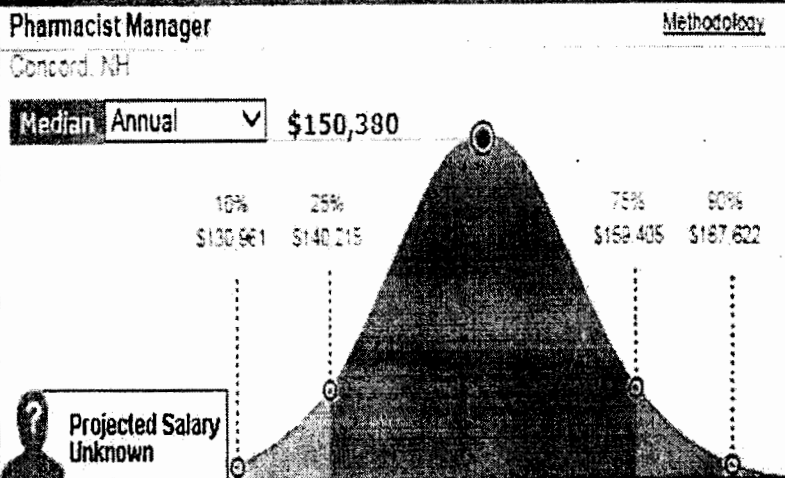 Pharmacist Manager
Methodology
Concord, NH
Median Annual $150,380
10% 25% 75% 90%
$130,961 $140,215 $159,405 $167,622
Projected Salary
Unknown